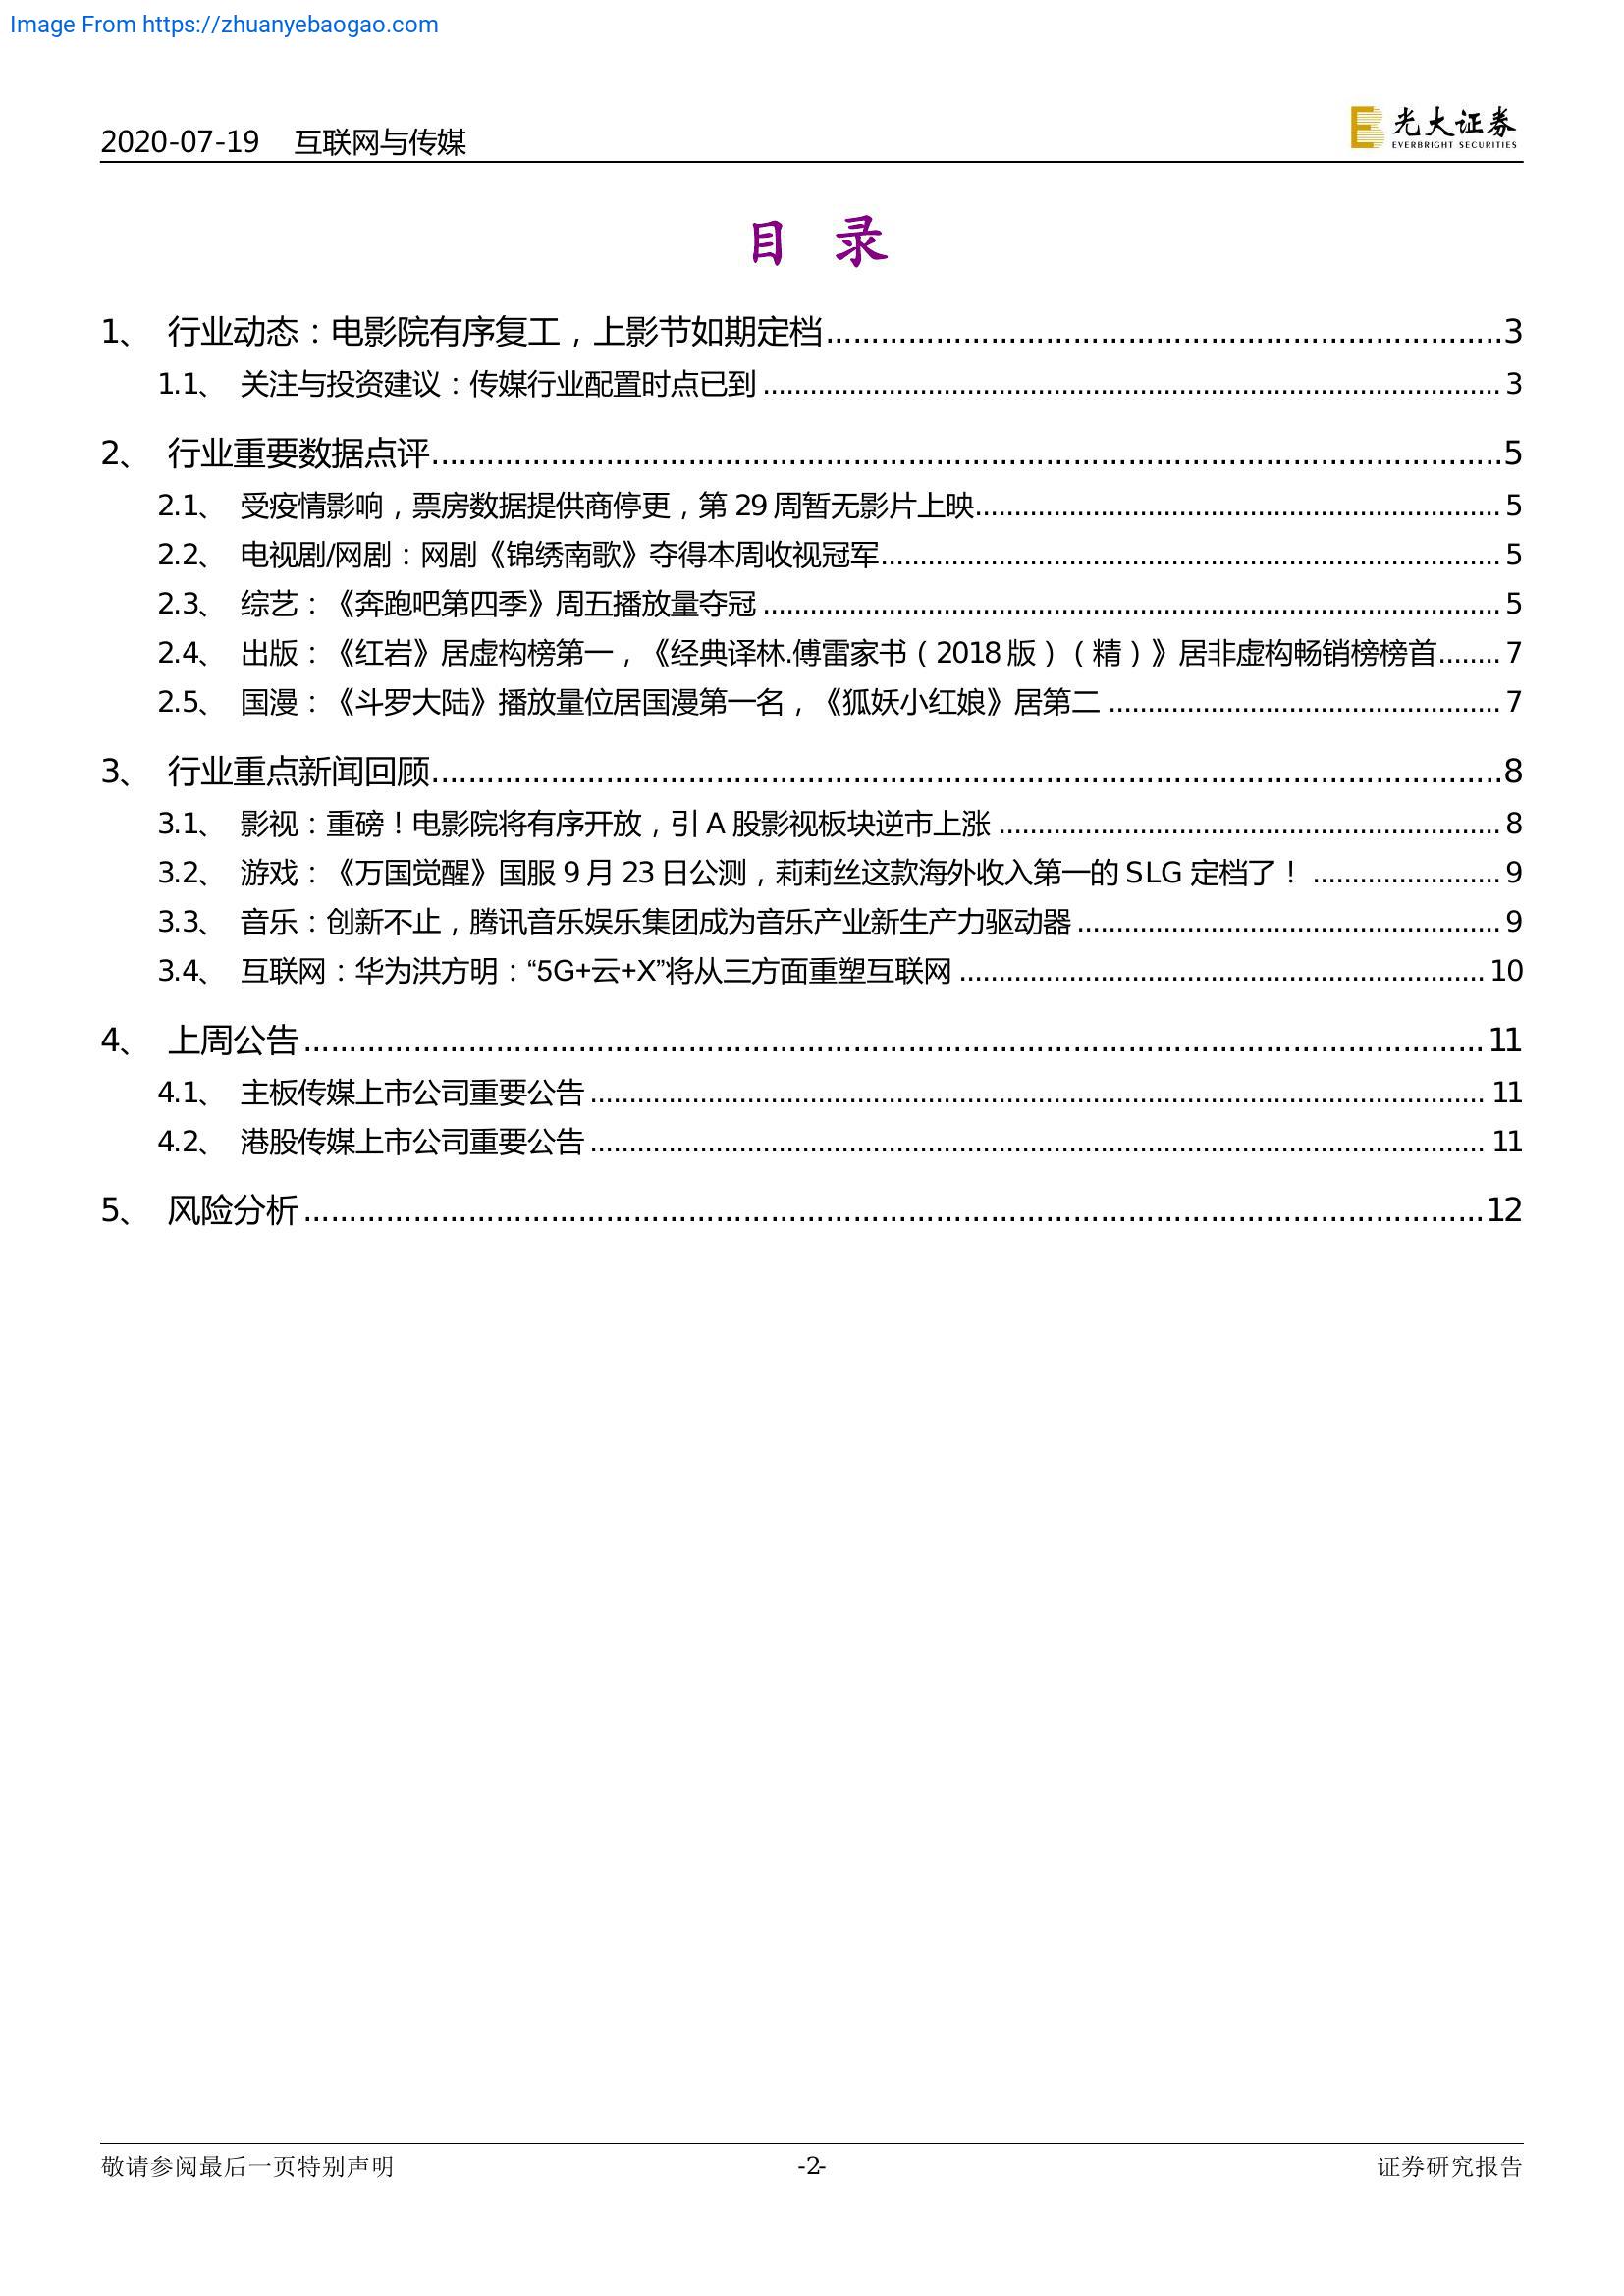 Image From https://zhuanyebaogao.com
2020-07-19 互联网与传媒
光大证券
EVERBRIGHT SECURITIES
目 录
1、 行业动态：电影院有序复工，上影节如期定档........................................................................3
1.1、 关注与投资建议：传媒行业配置时点已到 ........................................................................ 3
2、 行业重要数据点评........................................................................5
2.1、 受疫情影响，票房数据提供商停更，第 29 周暂无影片上映........................................................................ 5
2.2、 电视剧/网剧：网剧《锦绣南歌》夺得本周收视冠军........................................................................ 5
2.3、 综艺：《奔跑吧第四季》周五播放量夺冠 ........................................................................ 5
2.4、 出版：《红岩》居虚构榜第一，《经典译林.傅雷家书（2018 版）（精）》居非虚构畅销榜榜首........ 7
2.5、 国漫：《斗罗大陆》播放量位居国漫第一名，《狐妖小红娘》居第二 .................................................. 7
3、 行业重点新闻回顾........................................................................8
3.1、 影视：重磅！电影院将有序开放，引 A 股影视板块逆市上涨 ................................................................ 8
3.2、 游戏：《万国觉醒》国服 9 月 23 日公测，莉莉丝这款海外收入第一的 SLG 定档了！ ........................ 9
3.3、 音乐：创新不止，腾讯音乐娱乐集团成为音乐产业新生产力驱动器 ...................................................... 9
3.4、 互联网：华为洪方明：“5G+云+X”将从三方面重塑互联网 ................................................................... 10
4、 上周公告........................................................................11
4.1、 主板传媒上市公司重要公告 ........................................................................ 11
4.2、 港股传媒上市公司重要公告 ........................................................................ 11
5、 风险分析........................................................................12
敬请参阅最后一页特别声明 -2- 证券研究报告